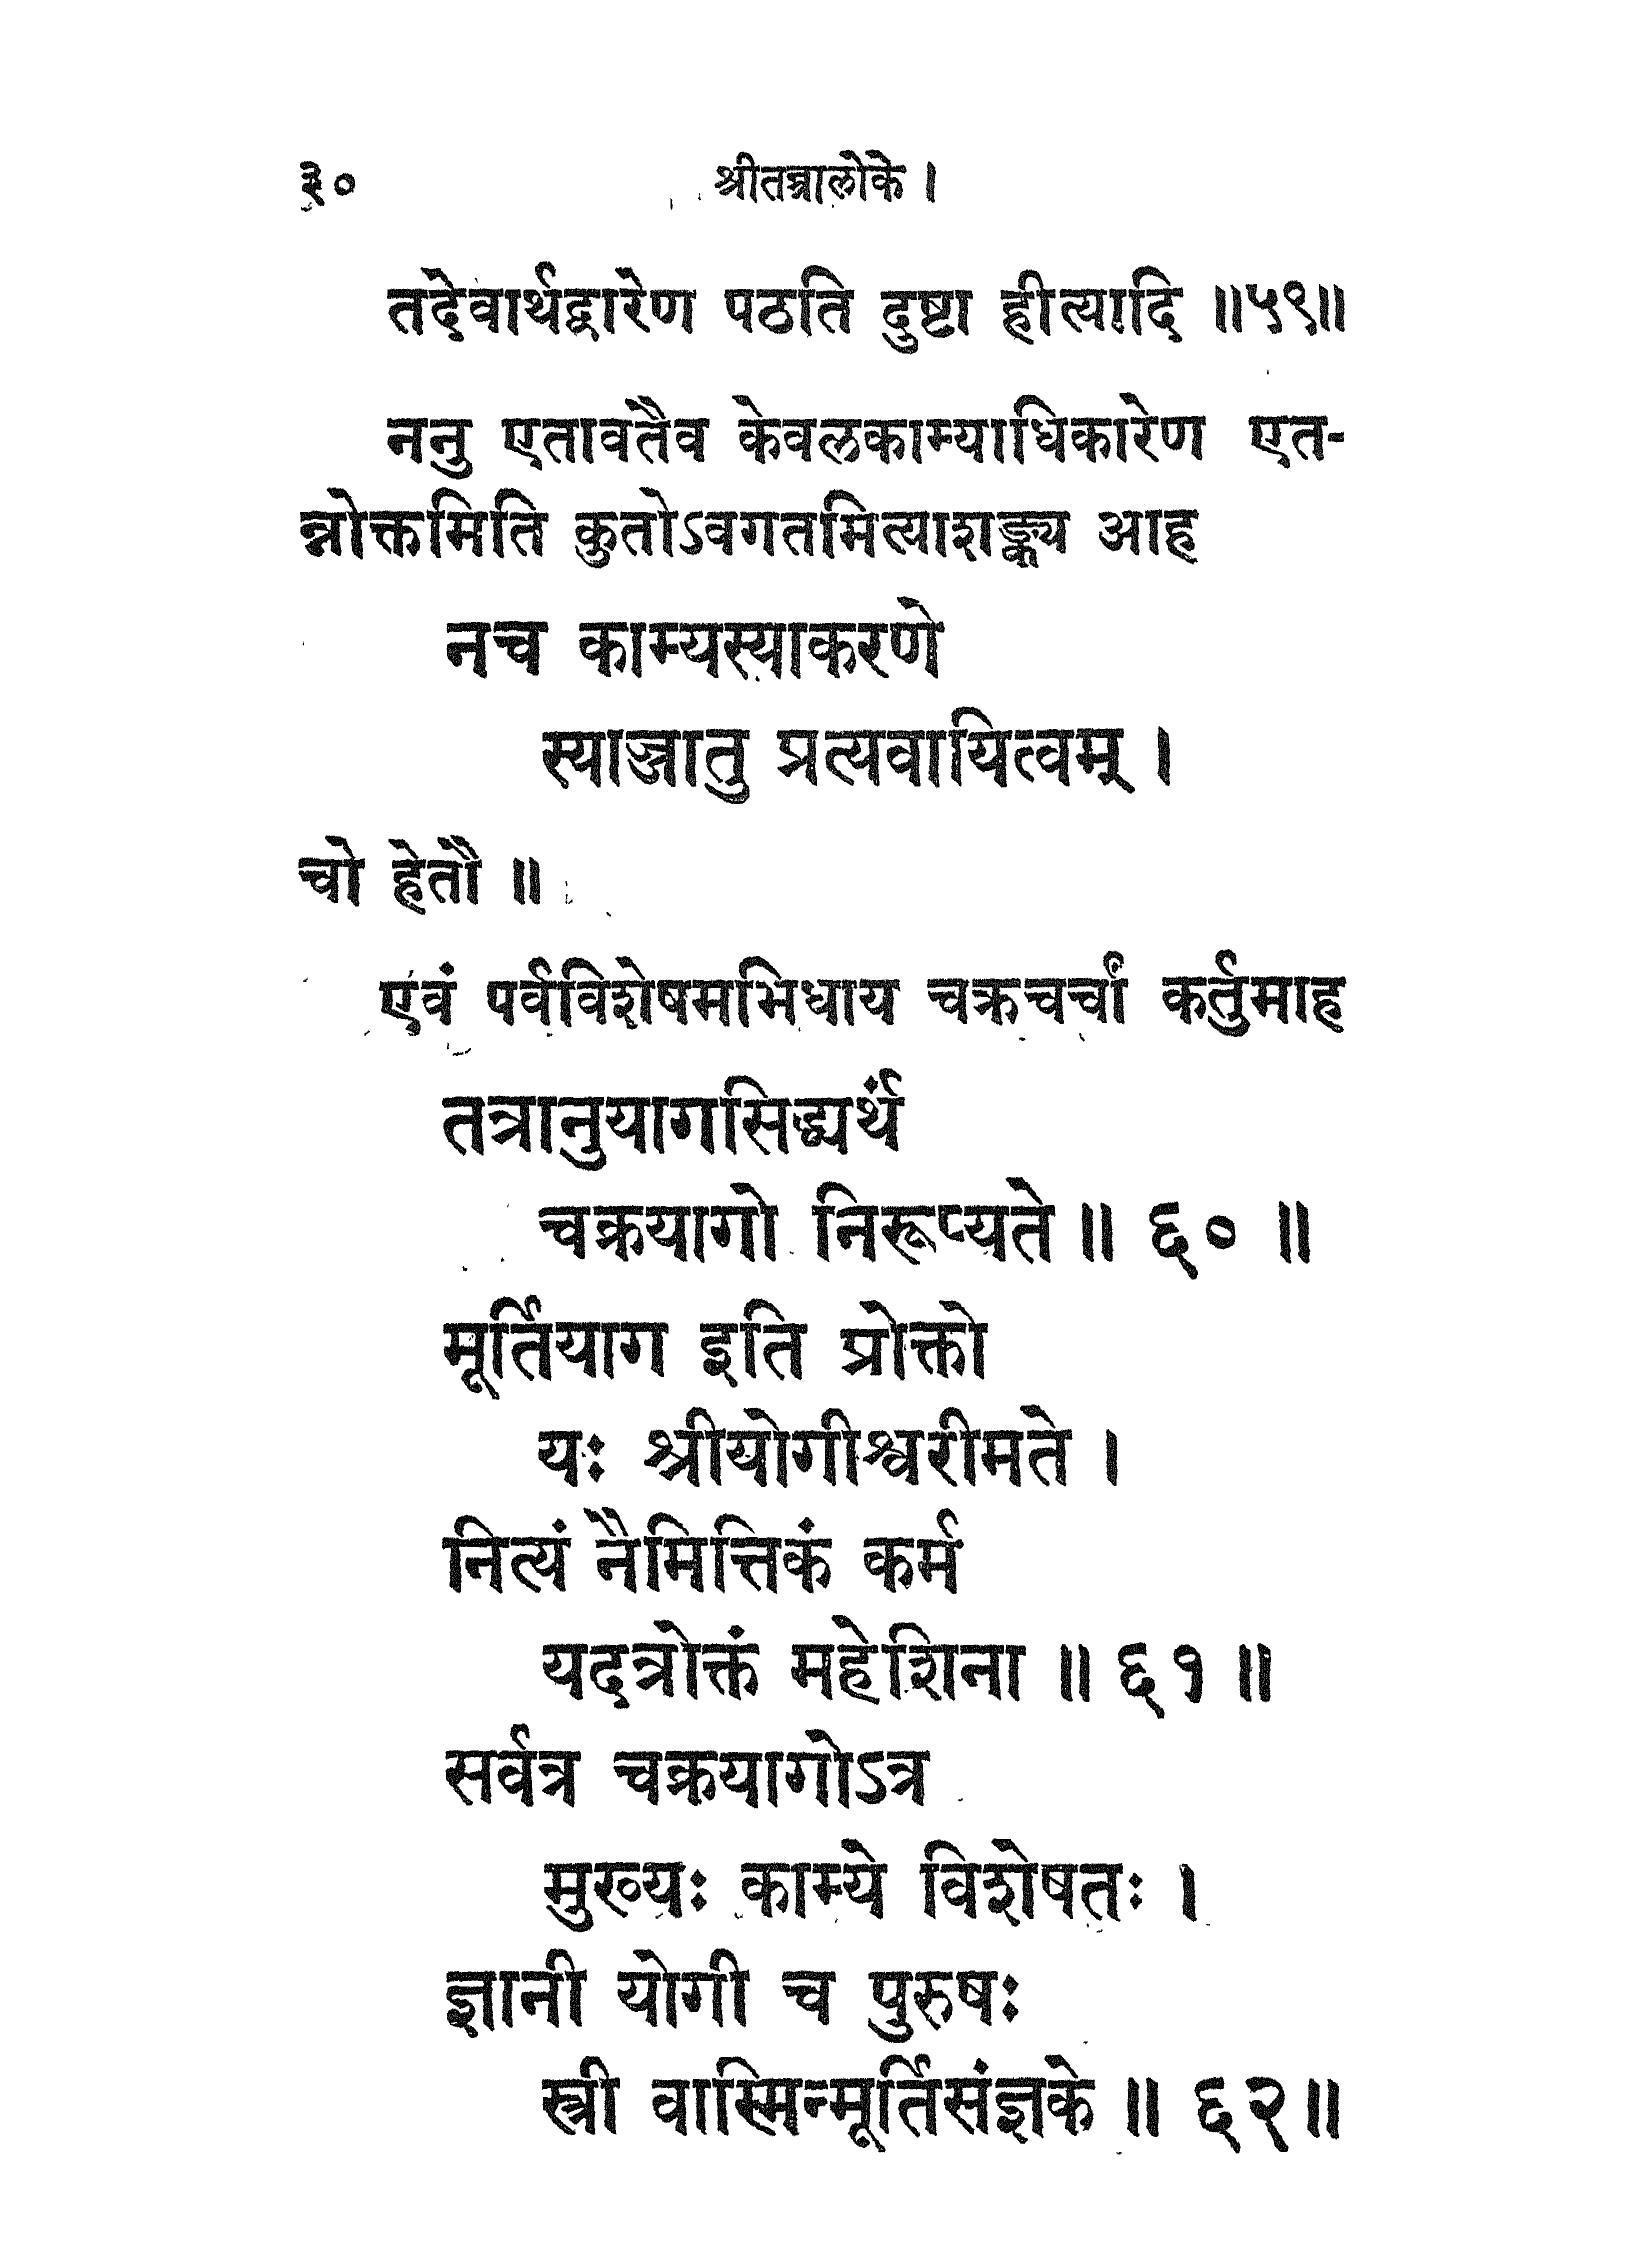 ३० श्रीतन्त्रालोके ।
तदेवार्थद्वारेण पठति दुष्टा हीत्यादि ॥५९॥
ननु एतावतैव केवलकाम्याधिकारेण एत-
न्नोक्तमिति कुतोऽवगतमित्याशङ्क्य आह
नच काम्यस्याकरणे
स्याज्जातु प्रत्यवायित्वम् ।
चो हेतौ ॥
एवं पर्वविशेषमभिधाय चक्रचर्चां कर्तुमाह
तत्रानुयागसिद्ध्यर्थं
चक्रयागो निरूप्यते ॥ ६० ॥
मूर्तियाग इति प्रोक्तो
यः श्रीयोगीश्वरीमते ।
नित्यं नैमित्तिकं कर्म
यदत्रोक्तं महेशिना ॥ ६१ ॥
सर्वत्र चक्रयागोऽत्र
मुख्यः काम्ये विशेषतः ।
ज्ञानी योगी च पुरुषः
स्त्री वास्मिन्मूर्तिसंज्ञके ॥ ६२॥